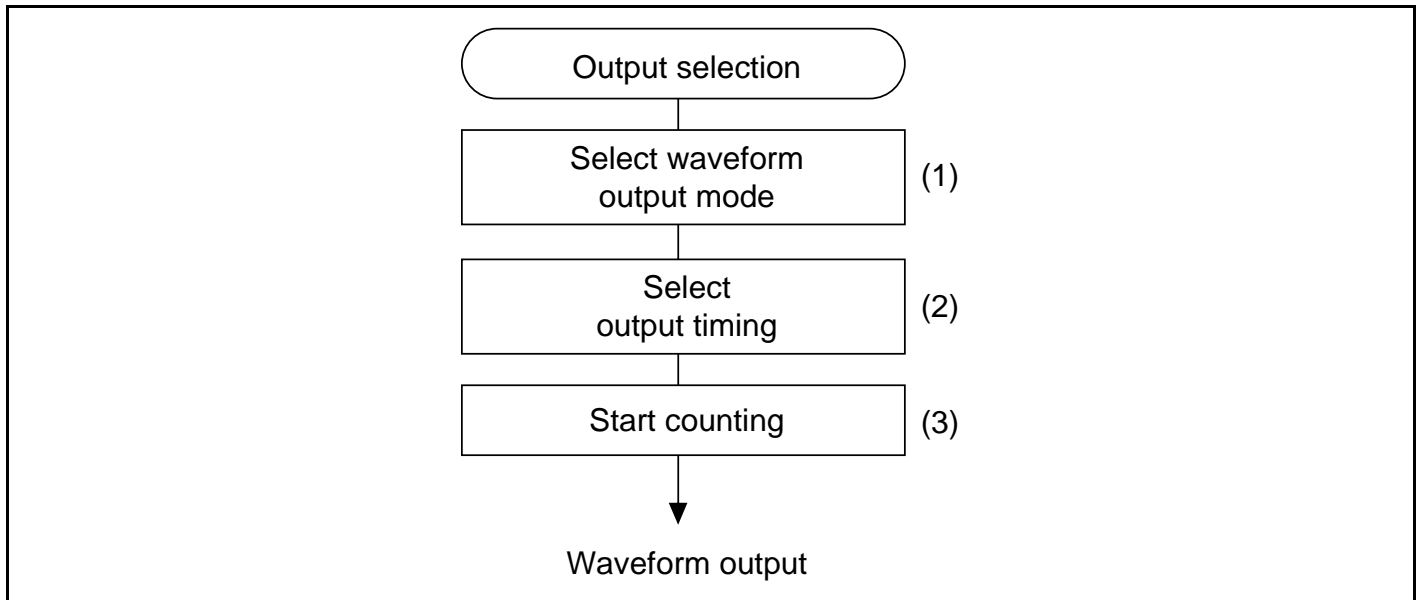 Output selection
Select waveform
output mode
(1)
Select
output timing
(2)
Start counting
(3)
Waveform output